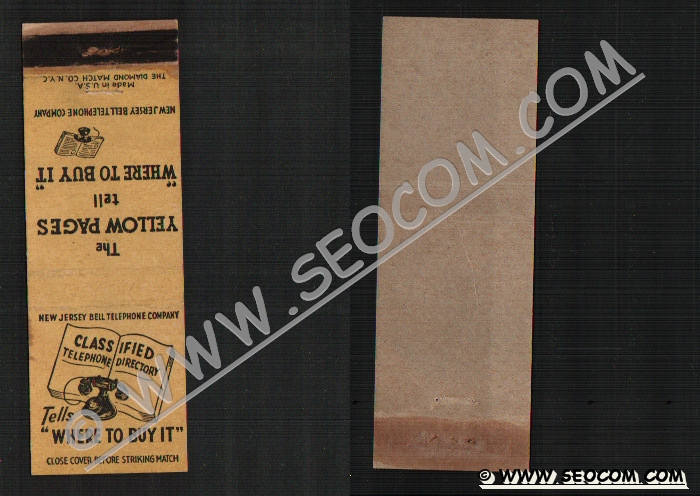 Made in U.S.A.
THE DIAMOND MATCH CO. N.Y.C
NEW JERSEY BELL TELEPHONE COMPANY
The
YELLOW PAGES
tell
"WHERE TO BUY IT"
NEW JERSEY BELL TELEPHONE COMPANY
CLASSIFIED
TELEPHONE DIRECTORY
Tells
"WHERE TO BUY IT"
CLOSE COVER BEFORE STRIKING MATCH
© WWW.SEOCOM.COM
© WWW.SEOCOM.COM